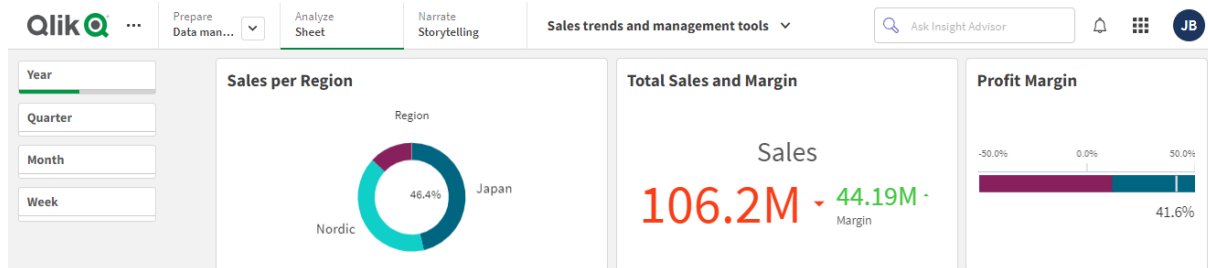 Qlik
...
Prepare
Data man...
Analyze
Sheet
Narrate
Storytelling
Sales trends and management tools
Ask Insight Advisor
JB
Year
Quarter
Month
Week
Sales per Region
Region
46.4%
Japan
Nordic
Total Sales and Margin
Sales
106.2M
44.19M
Margin
Profit Margin
-50.0%
0.0%
50.0%
41.6%